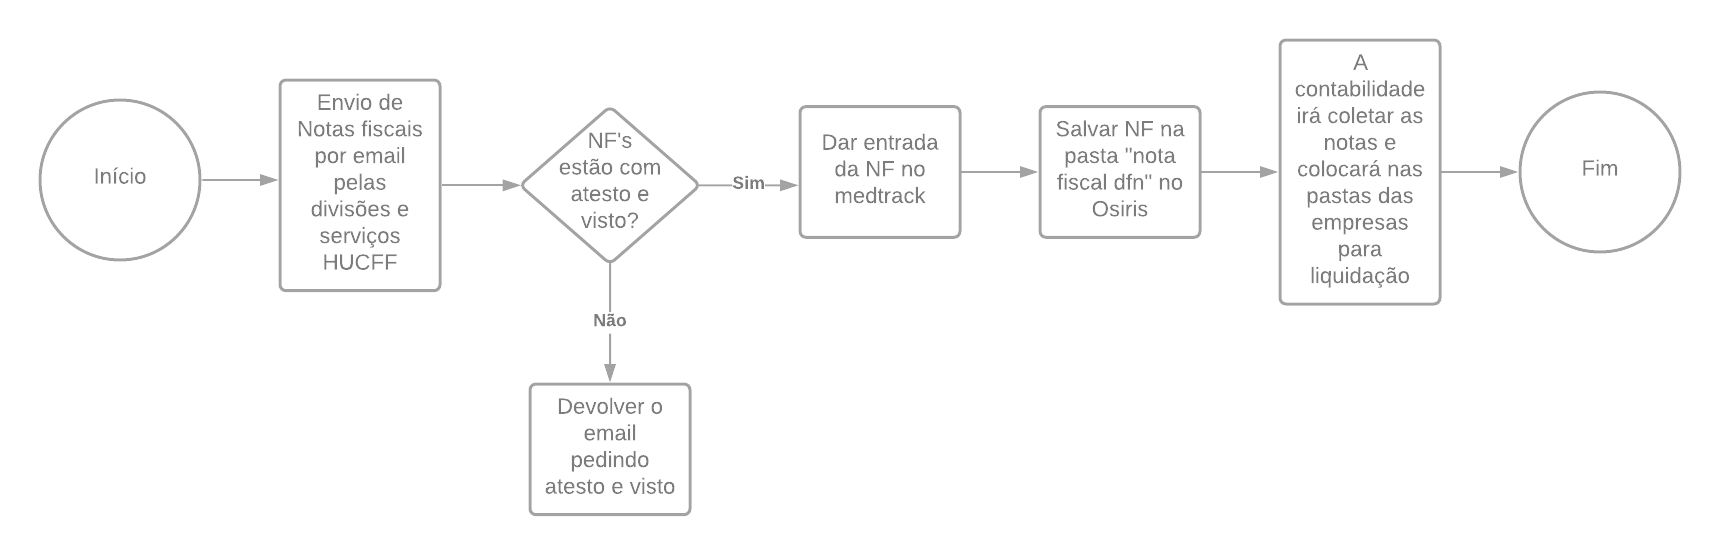 Início
Envio de
Notas fiscais
por email
pelas
divisões e
serviços
HUCFF
NF's
estão com
atesto e
visto?
Sim
Não
Devolver o
email
pedindo
atesto e visto
Dar entrada
da NF no
medtrack
Salvar NF na
pasta "nota
fiscal dfn" no
Osiris
A
contabilidade
irá coletar as
notas e
colocará nas
pastas das
empresas
para
liquidação
Fim